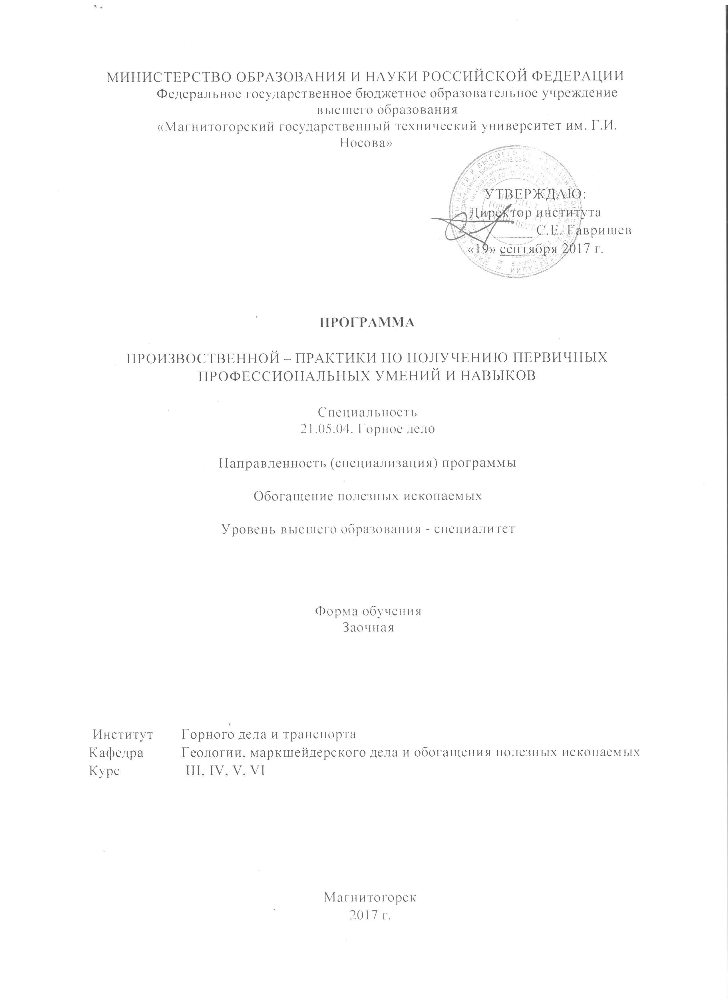 МИНИСТЕРСТВО ОБРАЗОВАНИЯ И НАУКИ РОССИЙСКОЙ ФЕДЕРАЦИИ
Федеральное государственное бюджетное образовательное учреждение
высшего образования
«Магнитогорский государственный технический университет им. Г.И.
Носова»
УТВЕРЖДАЮ:
Директор института
С.Е. Гавришев
«19» сентября 2017 г.
ПРОГРАММА
ПРОИЗВОСТВЕННОЙ – ПРАКТИКИ ПО ПОЛУЧЕНИЮ ПЕРВИЧНЫХ
ПРОФЕССИОНАЛЬНЫХ УМЕНИЙ И НАВЫКОВ
Специальность
21.05.04. Горное дело
Направленность (специализация) программы
Обогащение полезных ископаемых
Уровень высшего образования - специалитет
Форма обучения
Заочная
Институт Горного дела и транспорта
Кафедра Геологии, маркшейдерского дела и обогащения полезных ископаемых
Курс III, IV, V, VI
Магнитогорск
2017 г.